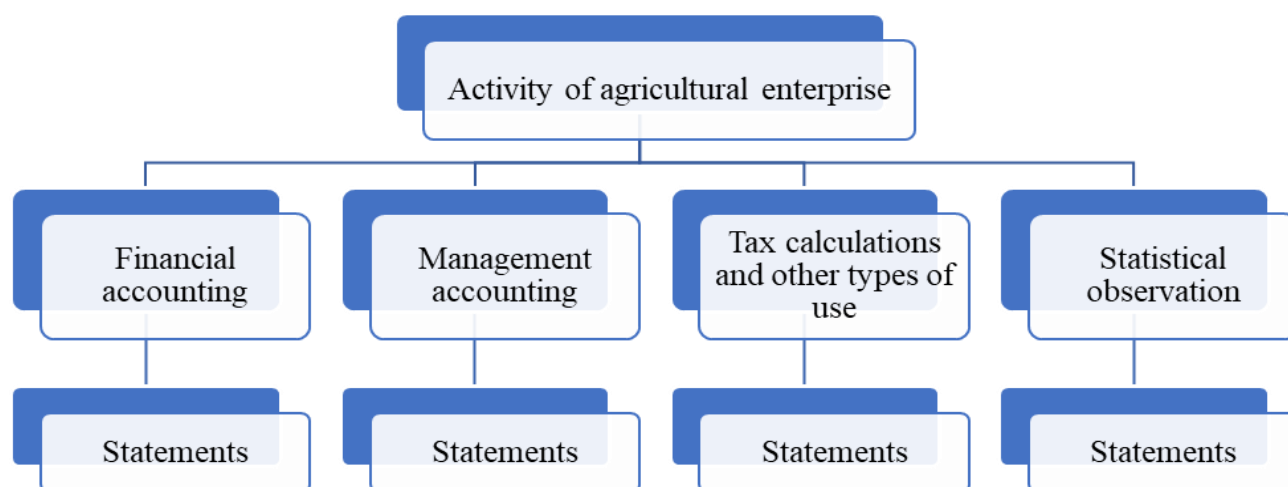 Activity of agricultural enterprise
Financial
accounting
Management
accounting
Tax calculations
and other types of
use
Statistical
observation
Statements
Statements
Statements
Statements